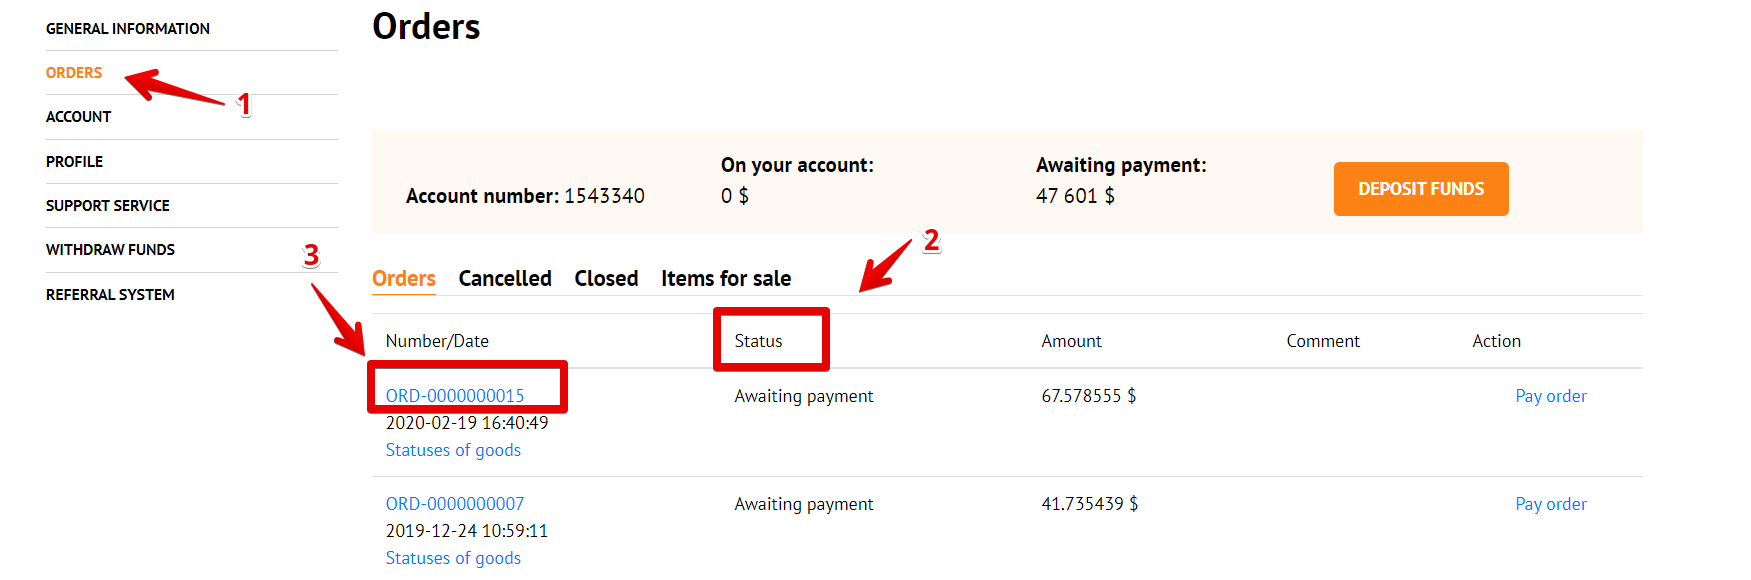 GENERAL INFORMATION
ORDERS
1
ACCOUNT
PROFILE
SUPPORT SERVICE
WITHDRAW FUNDS
3
REFERRAL SYSTEM
Orders
Account number: 1543340
On your account:
0 $
Awaiting payment:
47 601 $
DEPOSIT FUNDS
2
Orders Cancelled Closed Items for sale
Number/Date Status Amount Comment Action
ORD-0000000015 Awaiting payment 67.578555 $ Pay order
2020-02-19 16:40:49
Statuses of goods
ORD-0000000007 Awaiting payment 41.735439 $ Pay order
2019-12-24 10:59:11
Statuses of goods